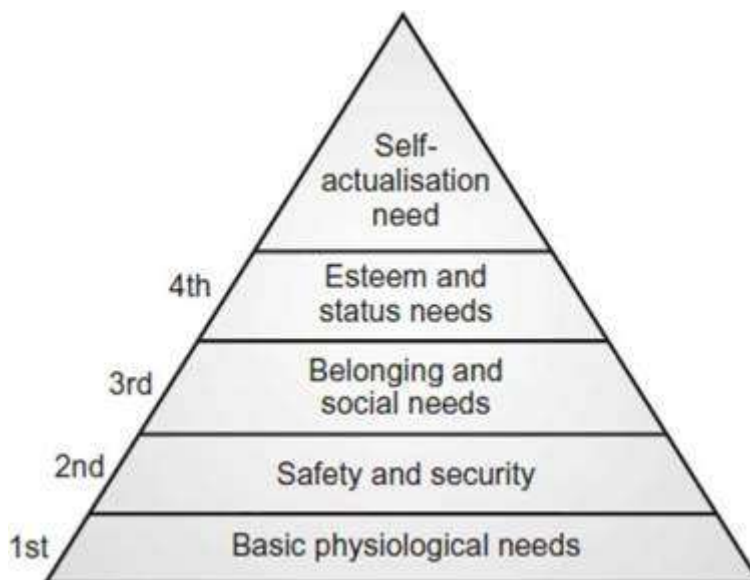 Self-
actualisation
need
4th
Esteem and
status needs
3rd
Belonging and
social needs
2nd
Safety and security
1st
Basic physiological needs